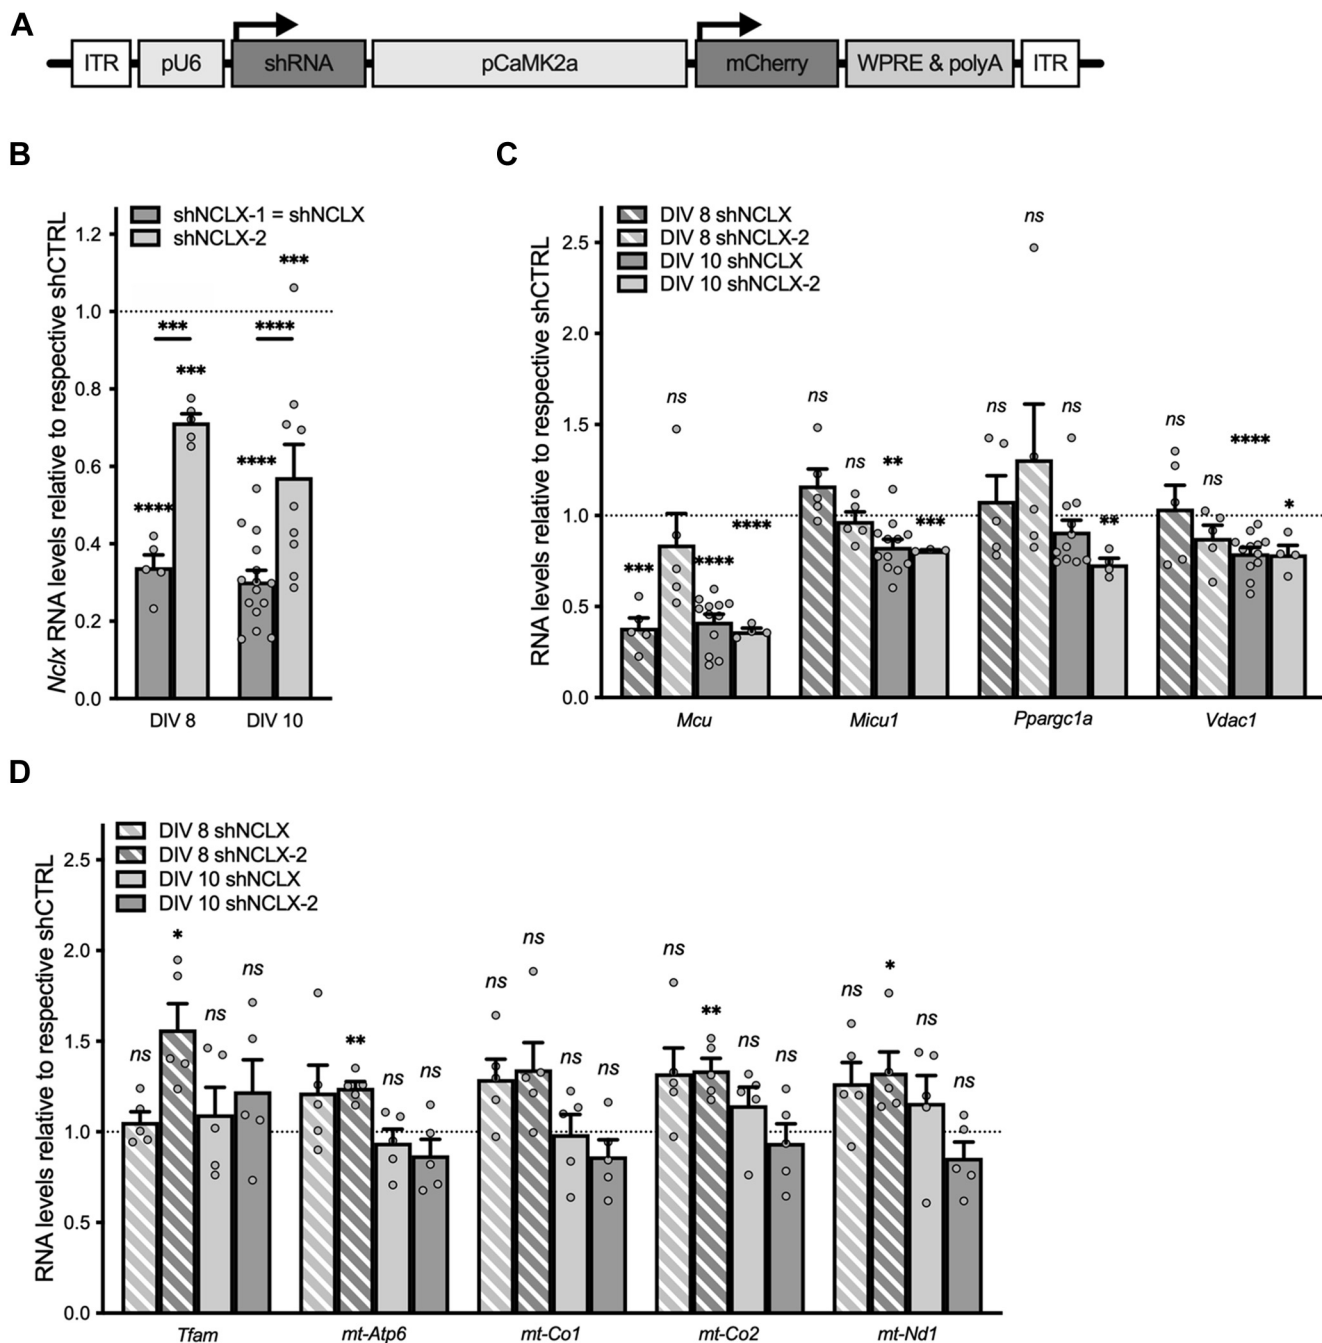 A
ITR pU6 shRNA pCaMK2a mCherry WPRE & polyA ITR
B
Nclx RNA levels relative to respective shCTRL
shNCLX-1 = shNCLX
shNCLX-2
1.2
1.0
0.8
0.6
0.4
0.2
0.0
***
****
***
***
****
****
DIV 8 DIV 10
C
RNA levels relative to respective shCTRL
DIV 8 shNCLX
DIV 8 shNCLX-2
DIV 10 shNCLX
DIV 10 shNCLX-2
2.5
2.0
1.5
1.0
0.5
0.0
*** ns **** ****
ns ns ** ***
ns ns ns **
ns ns **** *
Mcu Micu1 Ppargc1a Vdac1
D
RNA levels relative to respective shCTRL
DIV 8 shNCLX
DIV 8 shNCLX-2
DIV 10 shNCLX
DIV 10 shNCLX-2
2.5
2.0
1.5
1.0
0.5
0.0
ns * ns ns
** ns ns
ns ns ns ns
ns ** ns ns
ns * ns ns
Tfam mt-Atp6 mt-Co1 mt-Co2 mt-Nd1